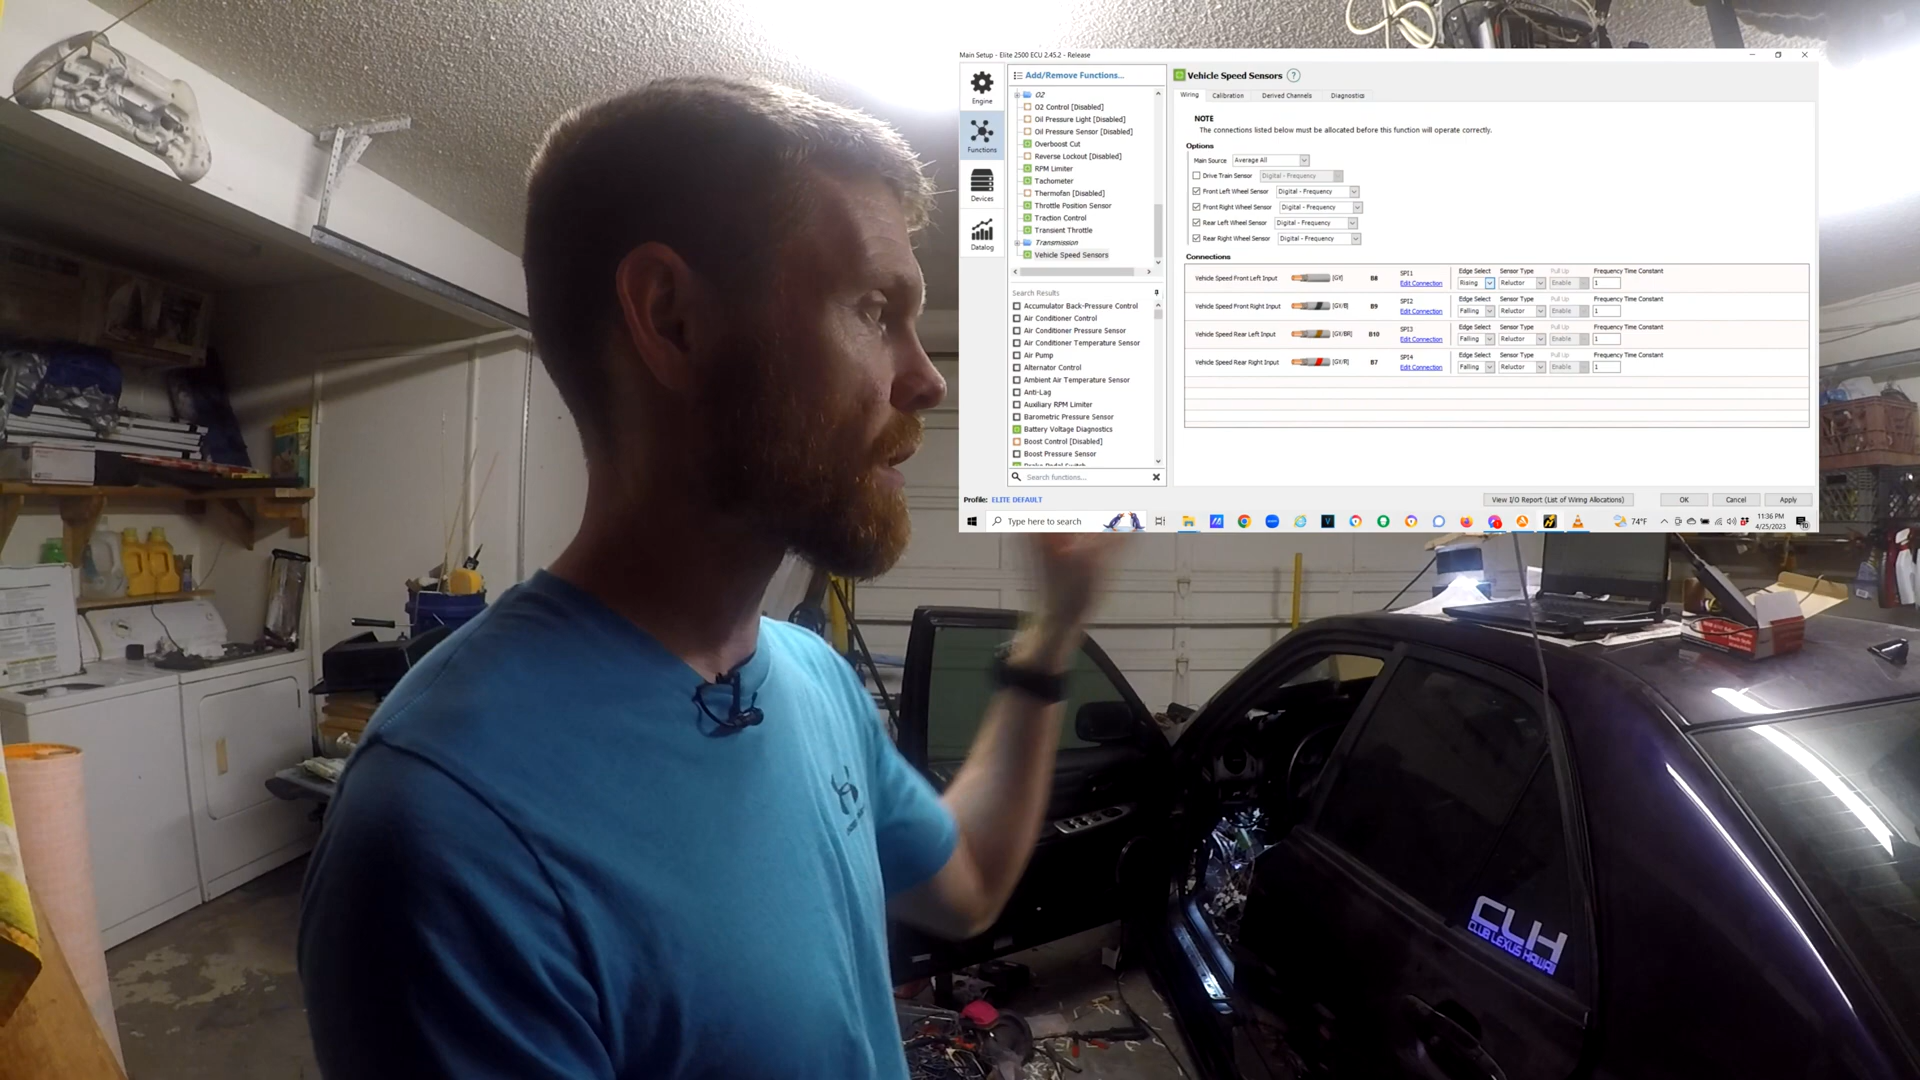 Main Setup - Elite 2500 ECU 2.45.2 - Release
Engine
Functions
Devices
Datalog
Add/Remove Functions...
O2
O2 Control [Disabled]
Oil Pressure Light [Disabled]
Oil Pressure Sensor [Disabled]
Overboost Cut
Reverse Lockout [Disabled]
RPM Limiter
Tachometer
Thermofan [Disabled]
Throttle Position Sensor
Traction Control
Transient Throttle
Transmission
Vehicle Speed Sensors
Search Results
Accumulator Back-Pressure Control
Air Conditioner Control
Air Conditioner Pressure Sensor
Air Conditioner Temperature Sensor
Air Pump
Alternator Control
Ambient Air Temperature Sensor
Anti-Lag
Auxiliary RPM Limiter
Barometric Pressure Sensor
Battery Voltage Diagnostics
Boost Control [Disabled]
Boost Pressure Sensor
Search functions...
Vehicle Speed Sensors ?
Wiring Calibration Derived Channels Diagnostics
NOTE
The connections listed below must be allocated before this function will operate correctly.
Options
Main Source Average All
Drive Train Sensor Digital - Frequency
Front Left Wheel Sensor Digital - Frequency
Front Right Wheel Sensor Digital - Frequency
Rear Left Wheel Sensor Digital - Frequency
Rear Right Wheel Sensor Digital - Frequency
Connections
Vehicle Speed Front Left Input [GY] B8 SPI1 Edit Connection Edge Select Rising Sensor Type Reluctor Pull Up Enable Frequency Time Constant 1
Vehicle Speed Front Right Input [GY/B] B9 SPI2 Edit Connection Edge Select Falling Sensor Type Reluctor Pull Up Enable Frequency Time Constant 1
Vehicle Speed Rear Left Input [GY/BR] B10 SPI3 Edit Connection Edge Select Falling Sensor Type Reluctor Pull Up Enable Frequency Time Constant 1
Vehicle Speed Rear Right Input [GY/R] B7 SPI4 Edit Connection Edge Select Falling Sensor Type Reluctor Pull Up Enable Frequency Time Constant 1
Profile: ELITE DEFAULT
View I/O Report (List of Wiring Allocations) OK Cancel Apply
Type here to search
74°F
11:36 PM
4/25/2023
CLH
CLUB LEXUS HAWAII